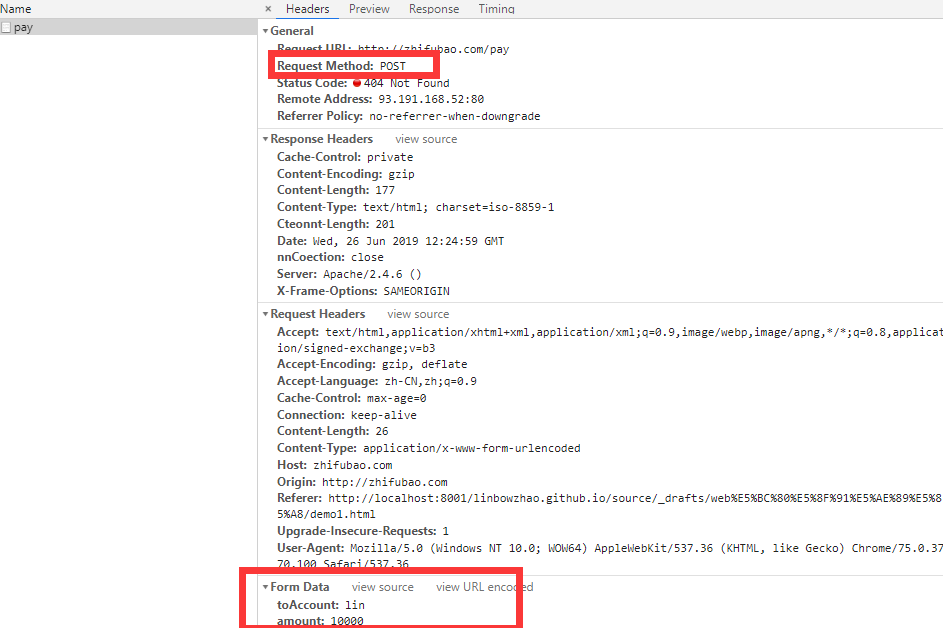 Name
× Headers Preview Response Timing
pay
General
Request URL: http://zhifubao.com/pay
Request Method: POST
Status Code: 404 Not Found
Remote Address: 93.191.168.52:80
Referrer Policy: no-referrer-when-downgrade
Response Headers view source
Cache-Control: private
Content-Encoding: gzip
Content-Length: 177
Content-Type: text/html; charset=iso-8859-1
Cteonnt-Length: 201
Date: Wed, 26 Jun 2019 12:24:59 GMT
nnCoection: close
Server: Apache/2.4.6 ()
X-Frame-Options: SAMEORIGIN
Request Headers view source
Accept: text/html,application/xhtml+xml,application/xml;q=0.9,image/webp,image/apng,*/*;q=0.8,applicat
ion/signed-exchange;v=b3
Accept-Encoding: gzip, deflate
Accept-Language: zh-CN,zh;q=0.9
Cache-Control: max-age=0
Connection: keep-alive
Content-Length: 26
Content-Type: application/x-www-form-urlencoded
Host: zhifubao.com
Origin: http://zhifubao.com
Referer: http://localhost:8001/linbowzhao.github.io/source/_drafts/web%E5%BC%80%E5%8F%91%E5%AE%89%E5%8
5%A8/demo1.html
Upgrade-Insecure-Requests: 1
User-Agent: Mozilla/5.0 (Windows NT 10.0; WOW64) AppleWebKit/537.36 (KHTML, like Gecko) Chrome/75.0.37
70.100 Safari/537.36
Form Data view source view URL encoded
toAccount: lin
amount: 10000